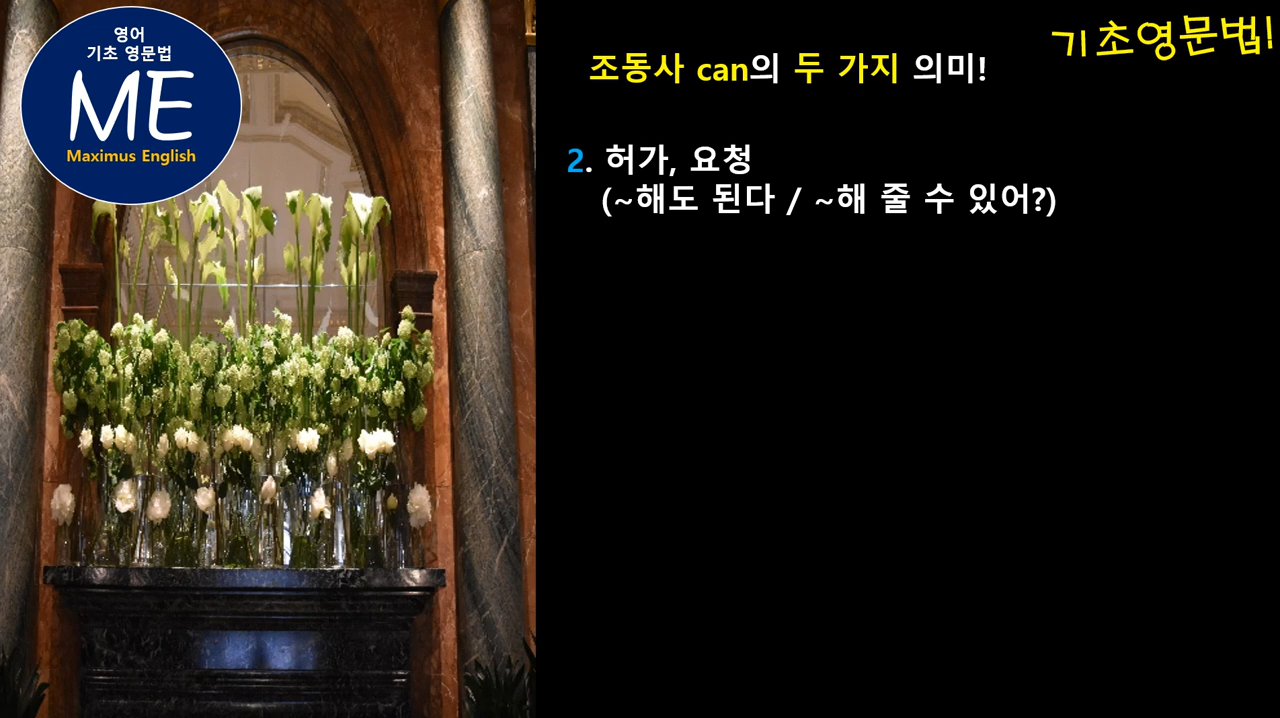 영어
기초 영문법
ME
Maximus English
기초영문법!
조동사 can의 두 가지 의미!
2. 허가, 요청
(~해도 된다 / ~해 줄 수 있어?)